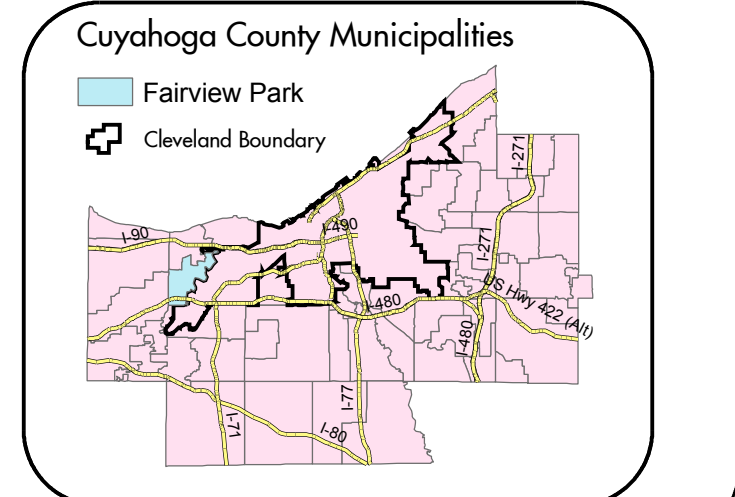 Cuyahoga County Municipalities
Fairview Park
Cleveland Boundary
I-271
I-90
I-490
I-271
US Hwy 422 (Alt)
I-480
I-480
I-77
I-71
I-80